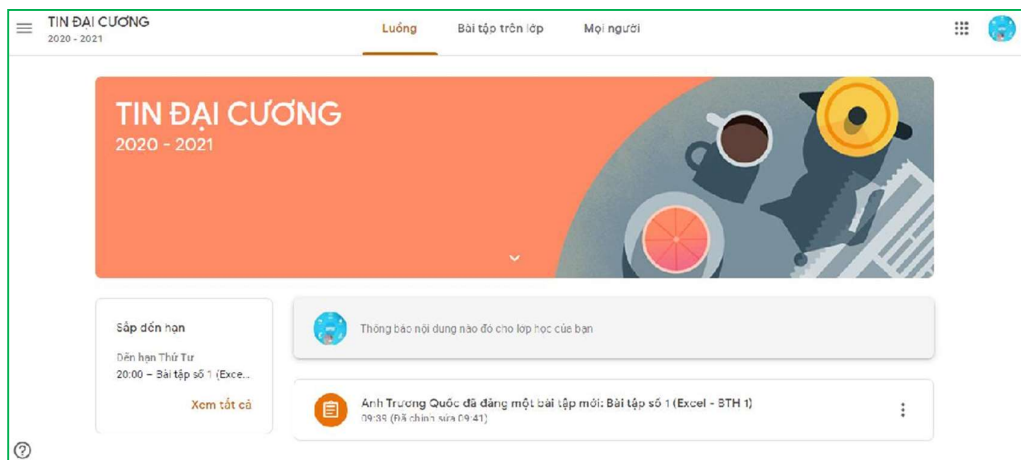 TIN ĐẠI CƯƠNG
2020 - 2021
Luồng
Bài tập trên lớp
Mọi người
TIN ĐẠI CƯƠNG
2020 - 2021
Sắp đến hạn
Đến hạn Thứ Tư
20:00 – Bài tập số 1 (Exce...
Xem tất cả
Thông báo nội dung nào đó cho lớp học của bạn
Anh Trương Quốc đã đăng một bài tập mới: Bài tập số 1 (Excel - BTH 1)
09:39 (Đã chỉnh sửa 09:41)